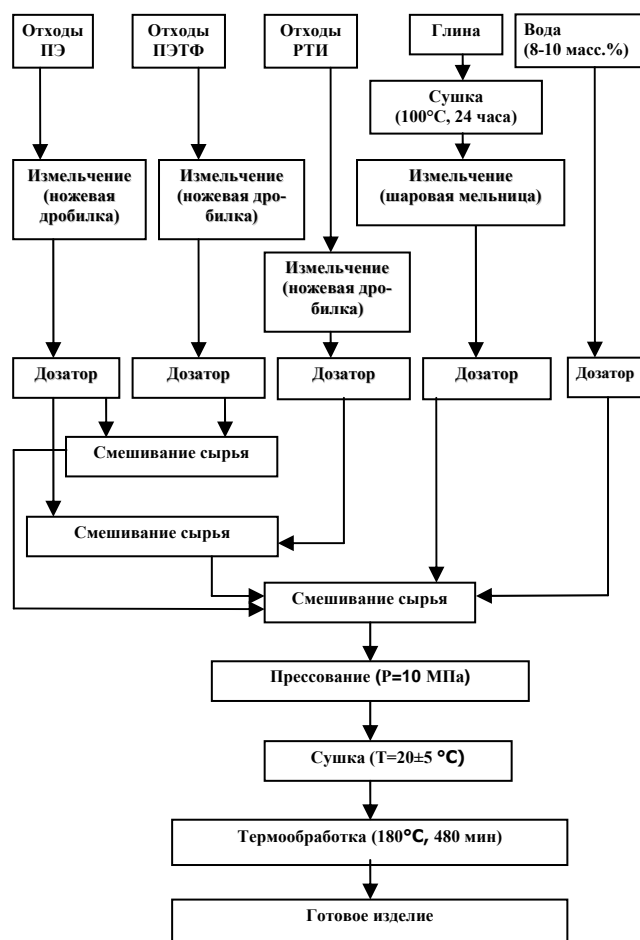 Отходы
ПЭ
Отходы
ПЭТФ
Отходы
РТИ
Глина
Вода
(8-10 масс.%)
Сушка
(100°С, 24 часа)
Измельчение
(ножевая
дробилка)
Измельчение
(ножевая дро-
билка)
Измельчение
(шаровая мельница)
Измельчение
(ножевая дро-
билка)
Дозатор
Дозатор
Дозатор
Дозатор
Дозатор
Смешивание сырья
Смешивание сырья
Смешивание сырья
Прессование (Р=10 МПа)
Сушка (Т=20±5 °С)
Термообработка (180°С, 480 мин)
Готовое изделие